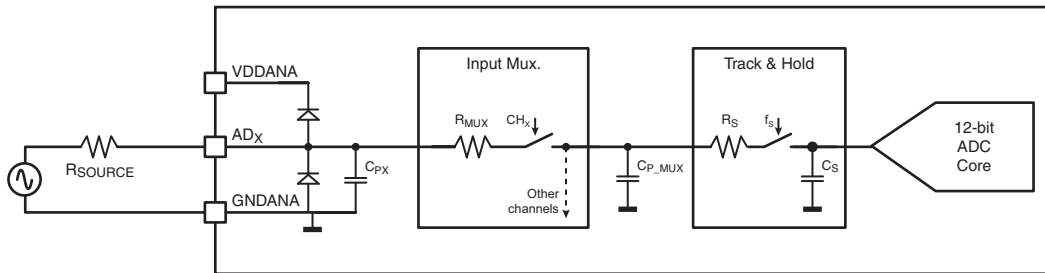 Input Mux.
Track & Hold
VDDANA
RMUX
CHX
RS
fS
ADX
12-bit
ADC
Core
RSOURCE
CPX
CP_MUX
CS
Other
channels
GNDANA